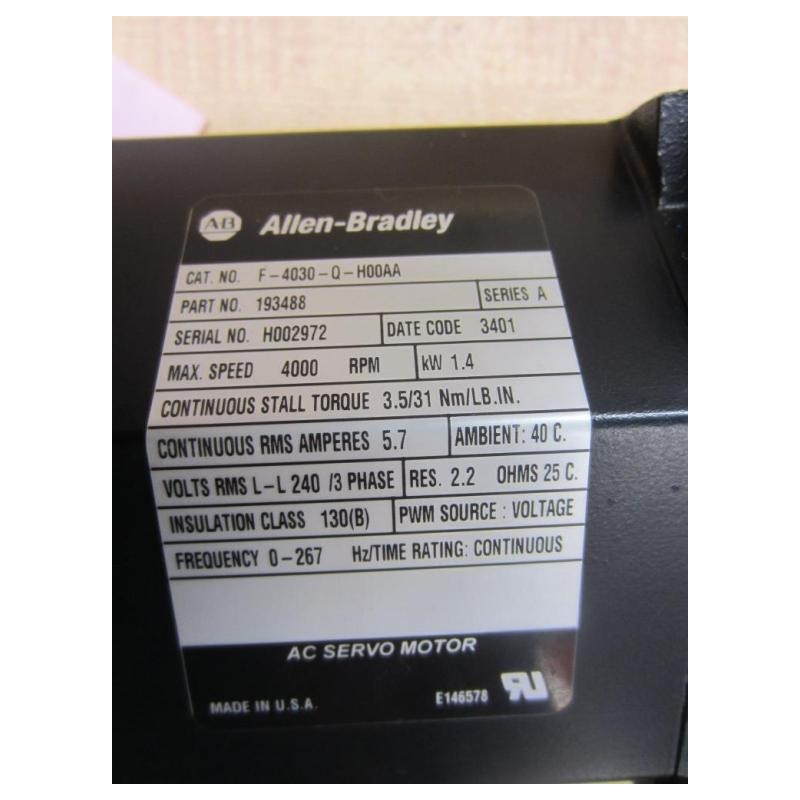 AB Allen-Bradley
CAT. NO. F-4030-Q-H00AA
PART NO. 193488 SERIES A
SERIAL NO. H002972 DATE CODE 3401
MAX. SPEED 4000 RPM kW 1.4
CONTINUOUS STALL TORQUE 3.5/31 Nm/LB.IN.
CONTINUOUS RMS AMPERES 5.7 AMBIENT: 40 C.
VOLTS RMS L-L 240 /3 PHASE RES. 2.2 OHMS 25 C.
INSULATION CLASS 130(B) PWM SOURCE : VOLTAGE
FREQUENCY 0-267 Hz/TIME RATING: CONTINUOUS
AC SERVO MOTOR
MADE IN U.S.A. E146578 RU